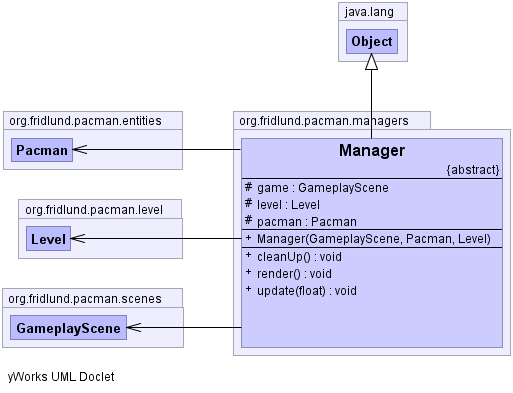 java.lang
Object
org.fridlund.pacman.entities
Pacman
org.fridlund.pacman.managers
Manager
{abstract}
# game : GameplayScene
# level : Level
# pacman : Pacman
+ Manager(GameplayScene, Pacman, Level)
+ cleanUp() : void
+ render() : void
+ update(float) : void
org.fridlund.pacman.level
Level
org.fridlund.pacman.scenes
GameplayScene
yWorks UML Doclet